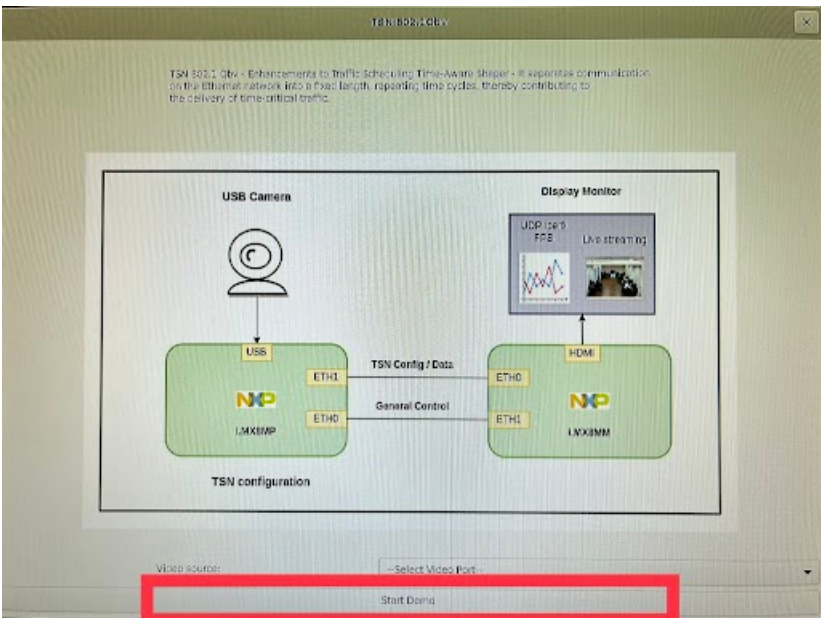 TSN 802.1Qbv
TSN 802.1 Qbv - Enhancements to Traffic Scheduling Time-Aware Shaper - It separates communication
on the Ethernet network into a fixed length, repeating time cycles, thereby contributing to
the delivery of time-critical traffic.
USB Camera
Display Monitor
UDP iperf
FPS
Live streaming
USB
HDMI
ETH1
TSN Config / Data
ETH0
NXP
NXP
ETH0
General Control
ETH1
i.MX8MP
i.MX8MM
TSN configuration
Video source:
--Select Video Port--
Start Demo